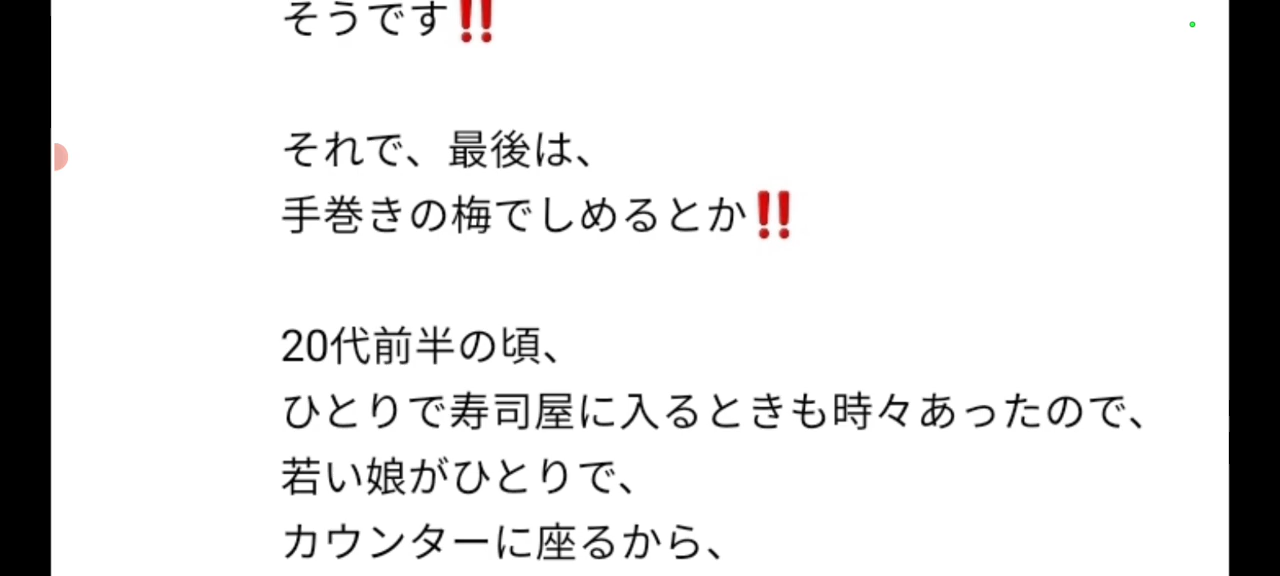 そうです‼️
それで、最後は、
手巻きの梅でしめるとか‼️
20代前半の頃、
ひとりで寿司屋に入るときも時々あったので、
若い娘がひとりで、
カウンターに座るから、